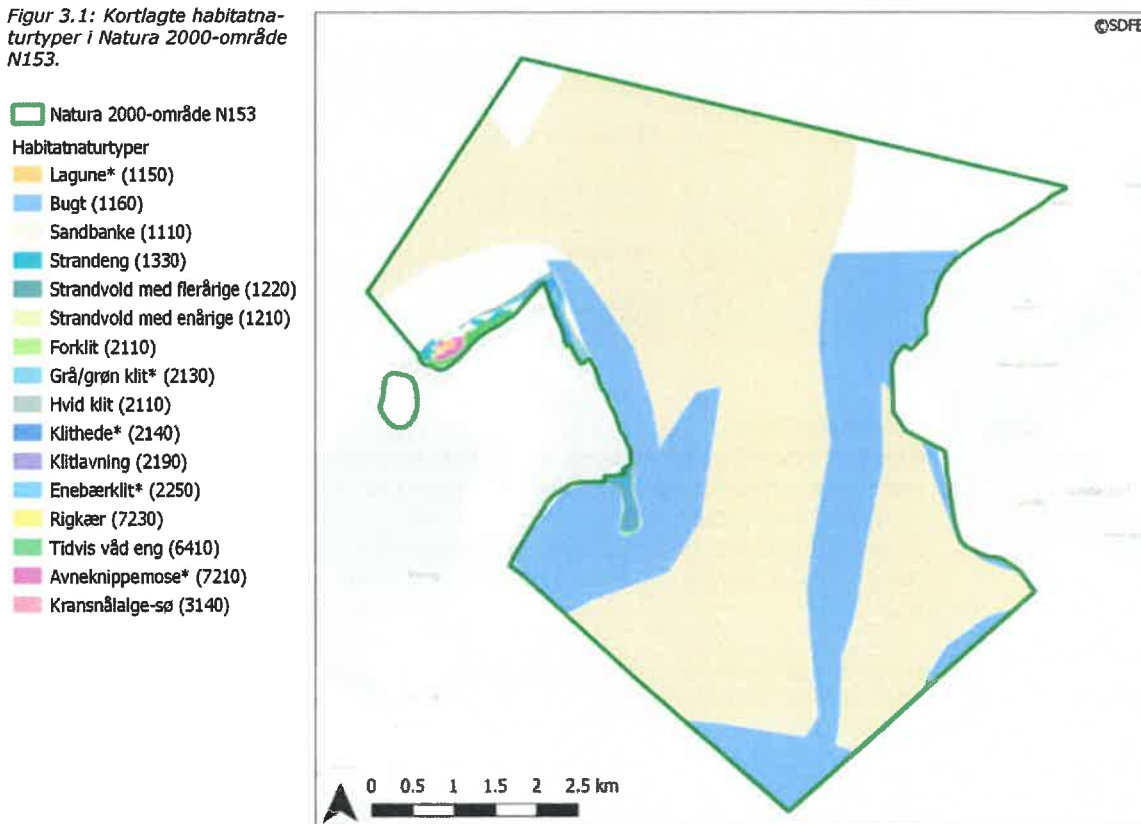 Figur 3.1: Kortlagte habitatna-
turtyper i Natura 2000-område
N153.
©SDFE
Natura 2000-område N153
Habitatnaturtyper
Lagune* (1150)
Bugt (1160)
Sandbanke (1110)
Strandeng (1330)
Strandvold med flerårige (1220)
Strandvold med enårige (1210)
Forklit (2110)
Grå/grøn klit* (2130)
Hvid klit (2110)
Klithede* (2140)
Klitlavning (2190)
Enebærklit* (2250)
Rigkær (7230)
Tidvis våd eng (6410)
Avneknippemose* (7210)
Kransnålalge-sø (3140)
0 0.5 1 1.5 2 2.5 km